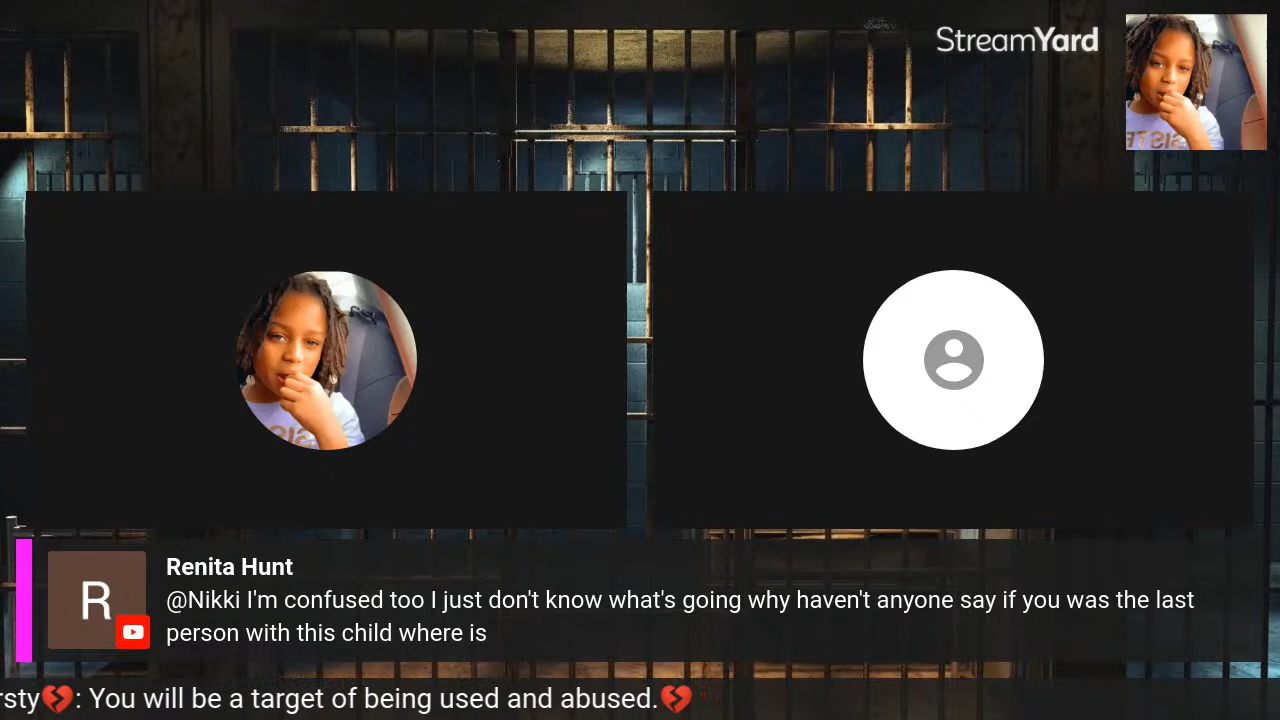 StreamYard
R
Renita Hunt
@Nikki I'm confused too I just don't know what's going why haven't anyone say if you was the last
person with this child where is
rsty💔: You will be a target of being used and abused.💔 "